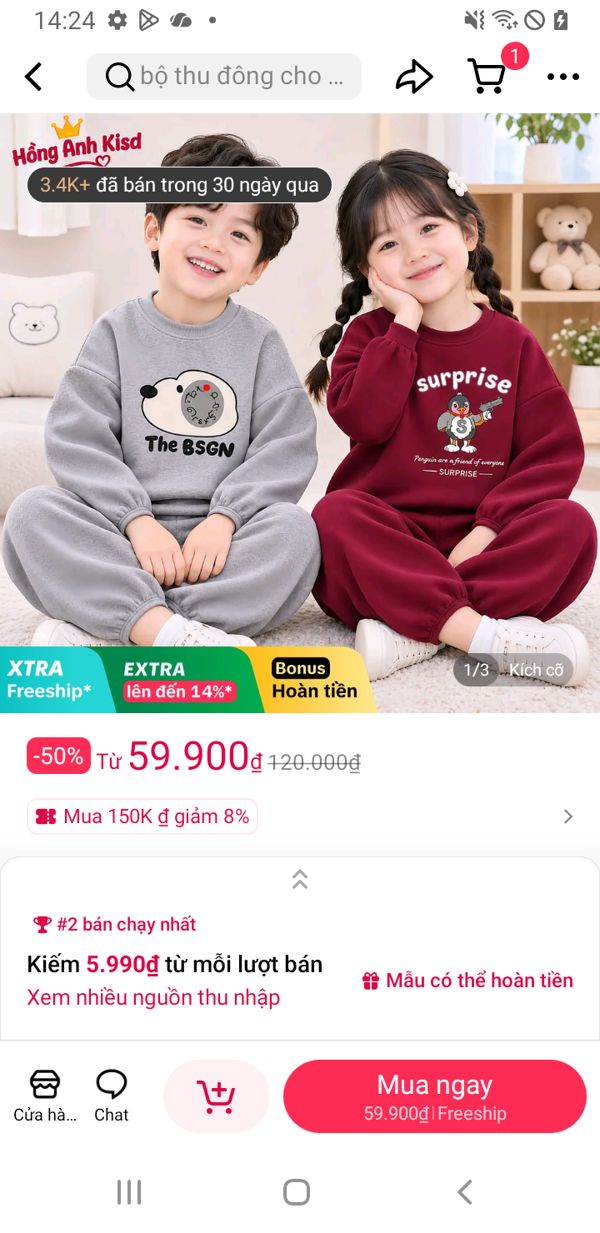 14:24
bộ thu đông cho ...
1
Hồng Anh Kisd
3.4K+ đã bán trong 30 ngày qua
The BSGN
surprise
S
Penguin are a friend of everyone
SURPRISE
XTRA
Freeship*
EXTRA
lên đến 14%*
Bonus
Hoàn tiền
1/3
Kích cỡ
-50% Từ 59.900₫ 120.000₫
Mua 150K ₫ giảm 8%
#2 bán chạy nhất
Kiếm 5.990₫ từ mỗi lượt bán
Xem nhiều nguồn thu nhập
Mẫu có thể hoàn tiền
Cửa hà...
Chat
Mua ngay
59.900₫ | Freeship